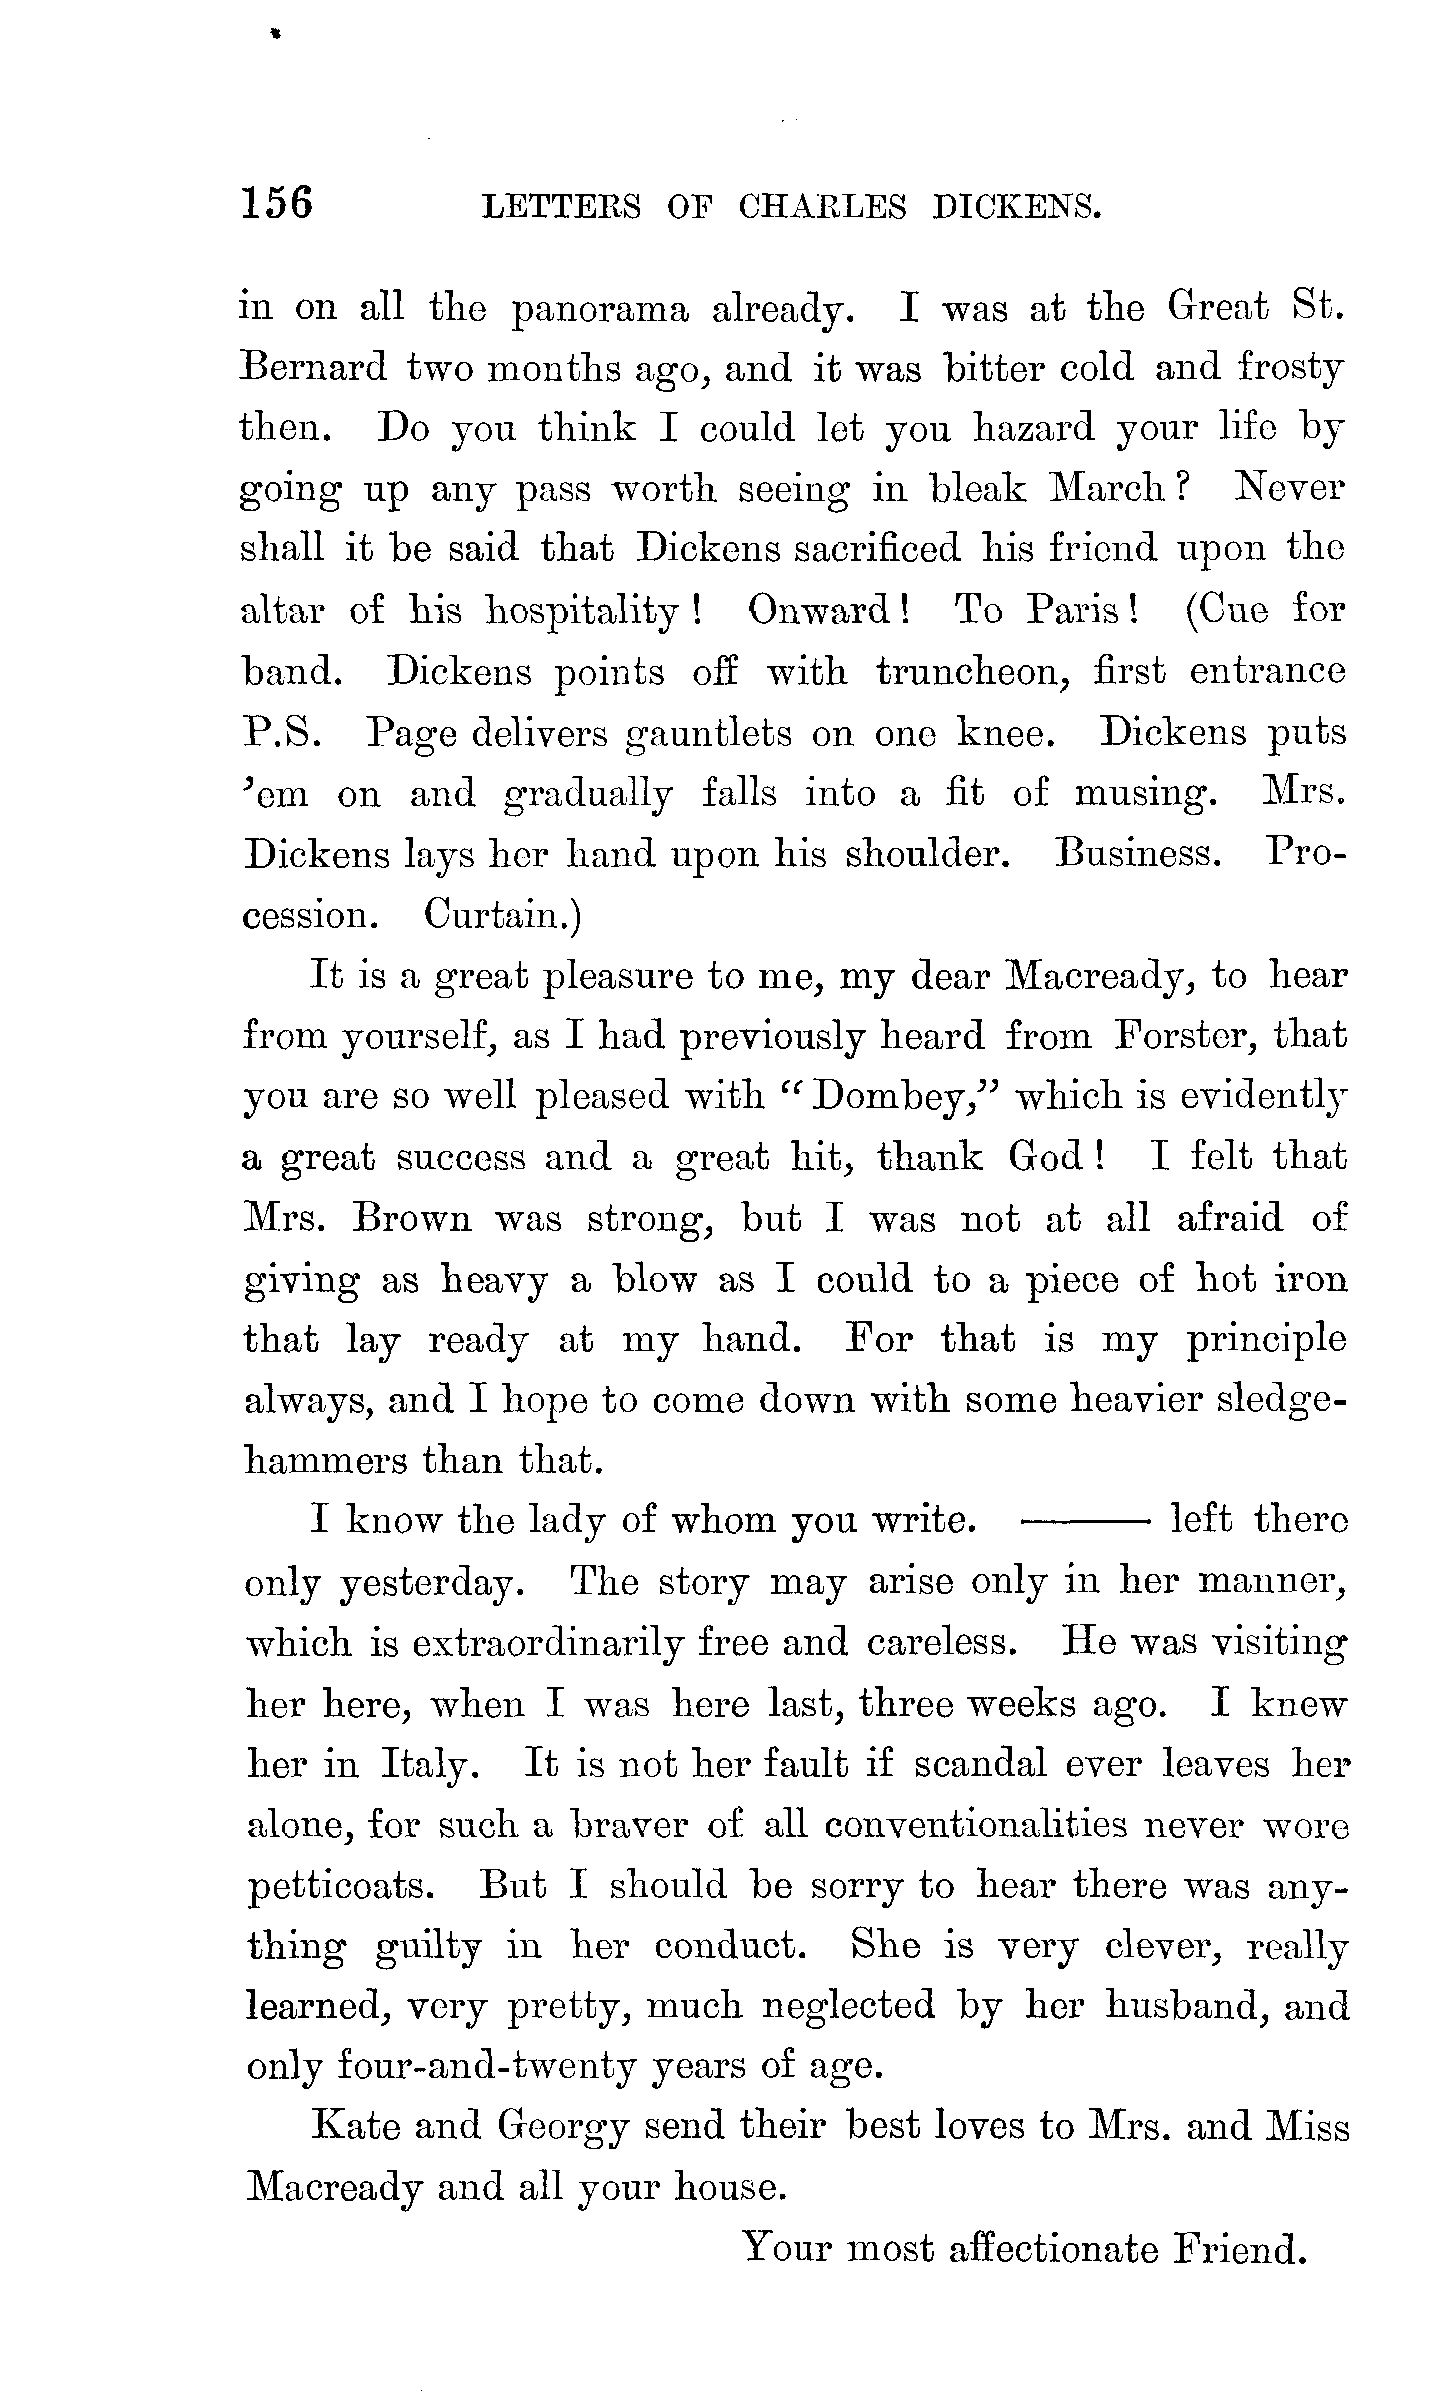 156 LETTERS OF CHARLES DICKENS.
in on all the panorama already. I was at the Great St.
Bernard two months ago, and it was bitter cold and frosty
then. Do you think I could let you hazard your life by
going up any pass worth seeing in bleak March? Never
shall it be said that Dickens sacrificed his friend upon the
altar of his hospitality! Onward! To Paris! (Cue for
band. Dickens points off with truncheon, first entrance
P.S. Page delivers gauntlets on one knee. Dickens puts
'em on and gradually falls into a fit of musing. Mrs.
Dickens lays her hand upon his shoulder. Business. Pro-
cession. Curtain.)
It is a great pleasure to me, my dear Macready, to hear
from yourself, as I had previously heard from Forster, that
you are so well pleased with "Dombey," which is evidently
a great success and a great hit, thank God! I felt that
Mrs. Brown was strong, but I was not at all afraid of
giving as heavy a blow as I could to a piece of hot iron
that lay ready at my hand. For that is my principle
always, and I hope to come down with some heavier sledge-
hammers than that.
I know the lady of whom you write. —— left there
only yesterday. The story may arise only in her manner,
which is extraordinarily free and careless. He was visiting
her here, when I was here last, three weeks ago. I knew
her in Italy. It is not her fault if scandal ever leaves her
alone, for such a braver of all conventionalities never wore
petticoats. But I should be sorry to hear there was any-
thing guilty in her conduct. She is very clever, really
learned, very pretty, much neglected by her husband, and
only four-and-twenty years of age.
Kate and Georgy send their best loves to Mrs. and Miss
Macready and all your house.
Your most affectionate Friend.